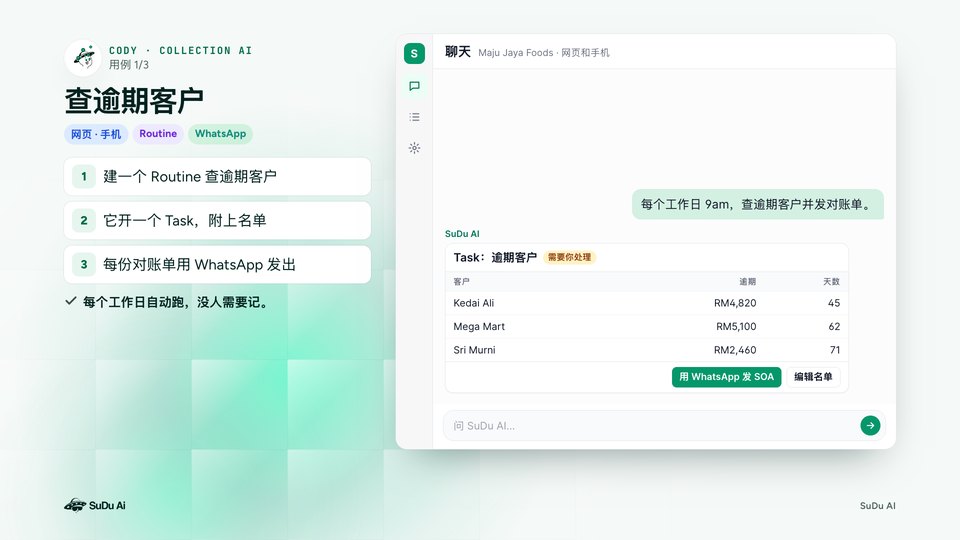 CODY · COLLECTION AI
用例 1/3
查逾期客户
网页 · 手机
Routine
WhatsApp
1 建一个 Routine 查逾期客户
2 它开一个 Task，附上名单
3 每份对账单用 WhatsApp 发出
每个工作日自动跑，没人需要记。
SuDu Ai
S
聊天 Maju Jaya Foods · 网页和手机
每个工作日 9am，查逾期客户并发对账单。
SuDu AI
Task：逾期客户 需要你处理
客户 逾期 天数
Kedai Ali RM4,820 45
Mega Mart RM5,100 62
Sri Murni RM2,460 71
用 WhatsApp 发 SOA 编辑名单
问 SuDu AI...
SuDu AI